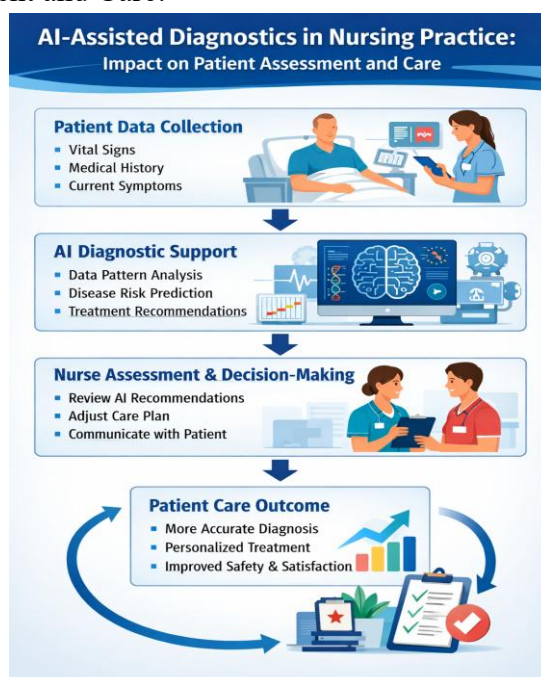 AI-Assisted Diagnostics in Nursing Practice:
Impact on Patient Assessment and Care
Patient Data Collection
▪ Vital Signs
▪ Medical History
▪ Current Symptoms
AI Diagnostic Support
▪ Data Pattern Analysis
▪ Disease Risk Prediction
▪ Treatment Recommendations
Nurse Assessment & Decision-Making
▪ Review AI Recommendations
▪ Adjust Care Plan
▪ Communicate with Patient
Patient Care Outcome
▪ More Accurate Diagnosis
▪ Personalized Treatment
▪ Improved Safety & Satisfaction